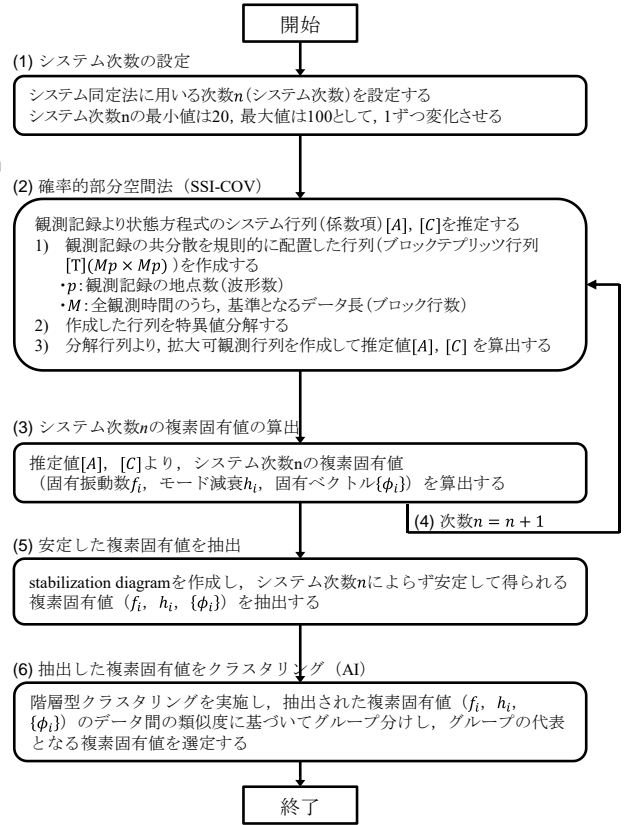 開始
(1) システム次数の設定
システム同定法に用いる次数n(システム次数)を設定する
システム次数nの最小値は20，最大値は100として，1ずつ変化させる
(2) 確率的部分空間法（SSI-COV）
観測記録より状態方程式のシステム行列(係数項)[A]，[C]を推定する
1) 観測記録の共分散を規則的に配置した行列(ブロックテプリッツ行列
[T](Mp × Mp) )を作成する
・p：観測記録の地点数(波形数)
・M：全観測時間のうち，基準となるデータ長(ブロック行数)
2) 作成した行列を特異値分解する
3) 分解行列より，拡大可観測行列を作成して推定値[A]，[C] を算出する
(3) システム次数nの複素固有値の算出
推定値[A]，[C]より，システム次数nの複素固有値
（固有振動数fᵢ，モード減衰hᵢ，固有ベクトル{ϕᵢ}）を算出する
(4) 次数n = n + 1
(5) 安定した複素固有値を抽出
stabilization diagramを作成し，システム次数nによらず安定して得られる
複素固有値（fᵢ，hᵢ，{ϕᵢ}）を抽出する
(6) 抽出した複素固有値をクラスタリング（AI）
階層型クラスタリングを実施し，抽出された複素固有値（fᵢ，hᵢ，
{ϕᵢ}）のデータ間の類似度に基づいてグループ分けし，グループの代表
となる複素固有値を選定する
終了